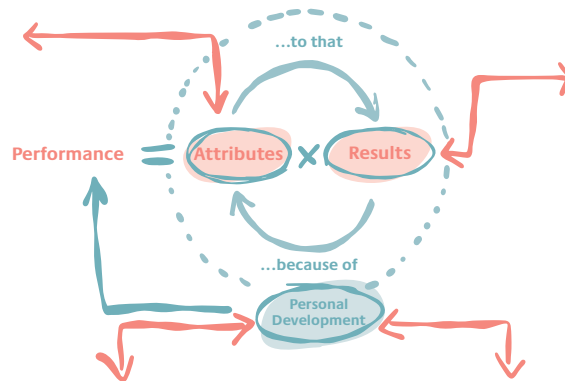 ...to that
Performance = Attributes × Results
...because of
Personal
Development